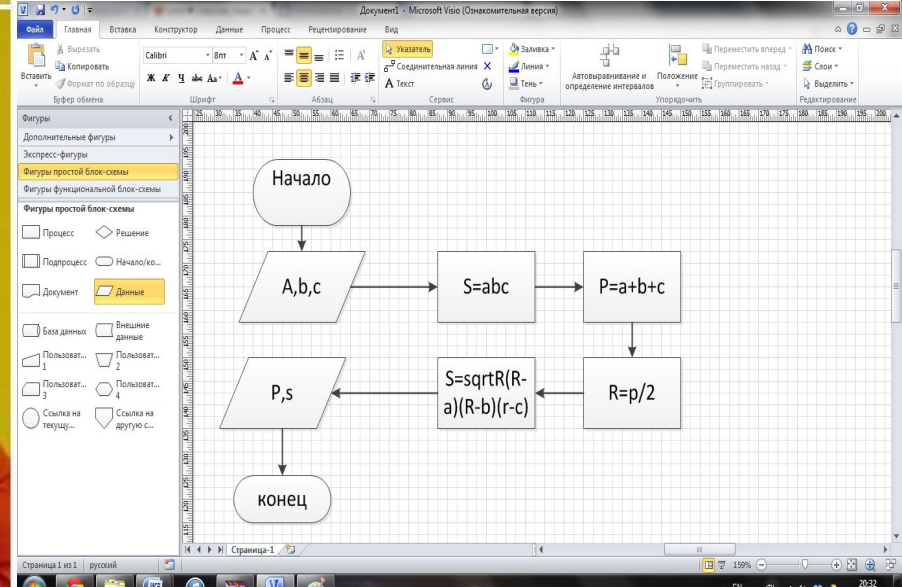 Документ1 - Microsoft Visio (Ознакомительная версия)
Файл Главная Вставка Конструктор Данные Процесс Рецензирование Вид
Вставить
Вырезать
Копировать
Формат по образцу
Буфер обмена
Calibri 8пт
Ж К Ч abc Aa A
Шрифт
Абзац
Указатель
Соединительная линия
A Текст
Сервис
Заливка
Линия
Тень
Фигура
Автовыравнивание и
определение интервалов
Положение
Переместить вперед
Переместить назад
Группировать
Упорядочить
Поиск
Слои
Выделить
Редактирование
Фигуры
Дополнительные фигуры
Экспресс-фигуры
Фигуры простой блок-схемы
Фигуры функциональной блок-схемы
Фигуры простой блок-схемы
Процесс Решение
Подпроцесс Начало/ко...
Документ Данные
База данных Внешние
данные
Пользоват...
1
Пользоват...
2
Пользоват...
3
Пользоват...
4
Ссылка на
текущу...
Ссылка на
другую с...
Начало
A,b,c
S=abc
P=a+b+c
P,s
S=sqrtR(R-
a)(R-b)(r-c)
R=p/2
конец
Страница-1
Страница 1 из 1 русский
159%
EN 20:32